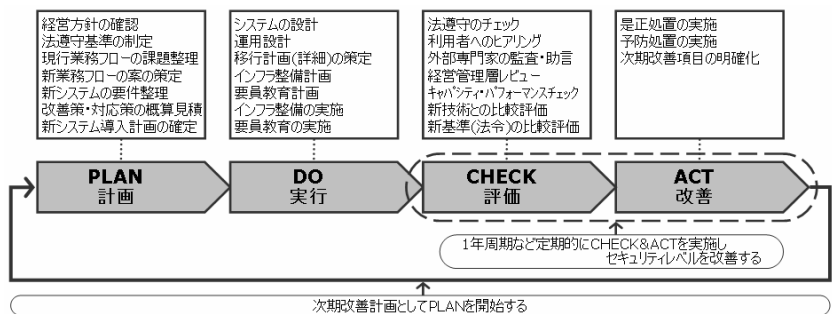 経営方針の確認
法遵守基準の制定
現行業務フローの課題整理
新業務フローの案の策定
新システムの要件整理
改善策・対応策の概算見積
新システム導入計画の確定
システムの設計
運用設計
移行計画(詳細)の策定
インフラ整備計画
要員教育計画
インフラ整備の実施
要員教育の実施
法遵守のチェック
利用者へのヒアリング
外部専門家の監査・助言
経営管理層レビュー
キャパシティ・パフォーマンスチェック
新技術との比較評価
新基準(法令)の比較評価
是正処置の実施
予防処置の実施
次期改善項目の明確化
PLAN
計画
DO
実行
CHECK
評価
ACT
改善
1年周期など定期的にCHECK&ACTを実施し
セキュリティレベルを改善する
次期改善計画としてPLANを開始する